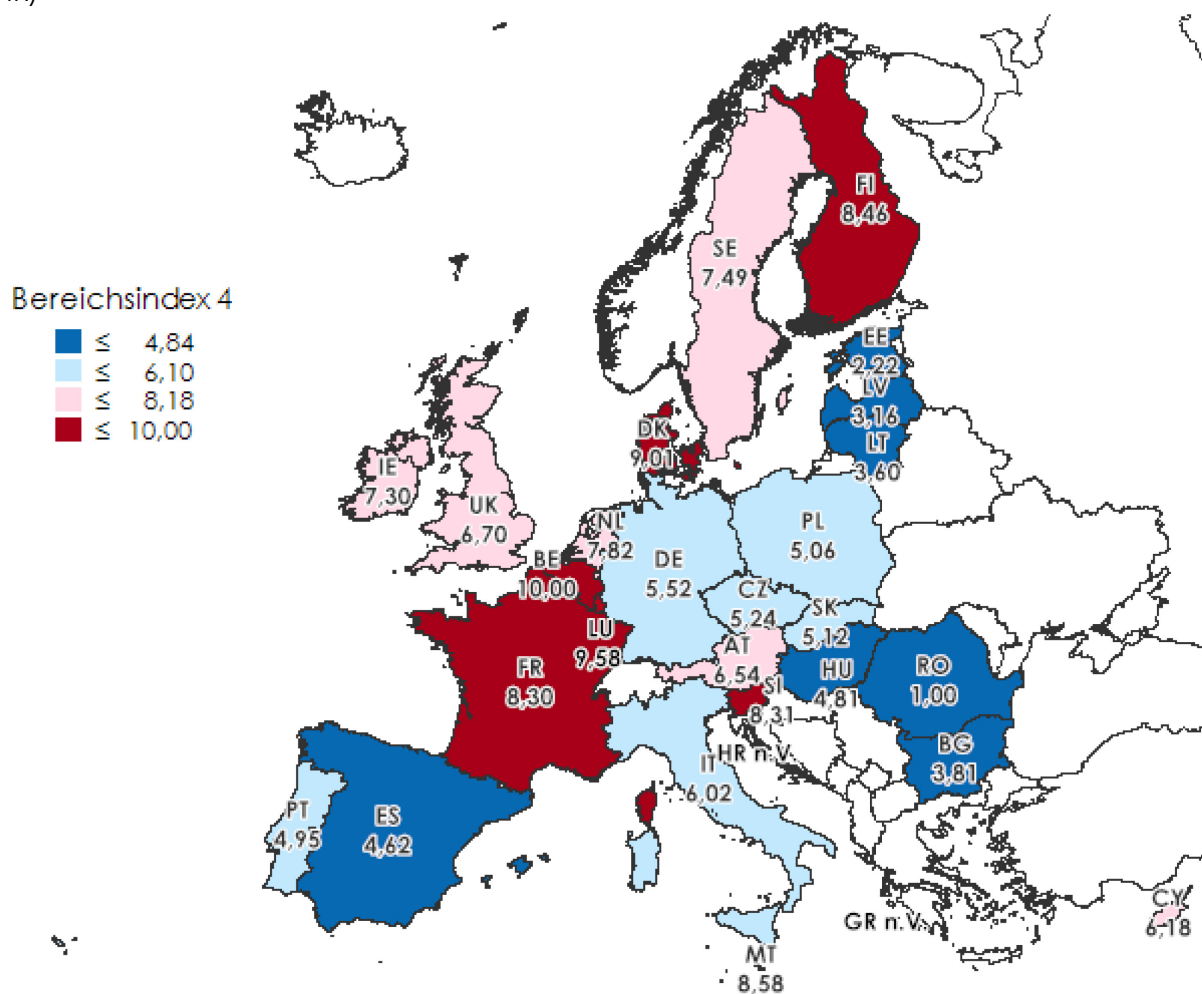 Bereichsindex 4
≤ 4,84
≤ 6,10
≤ 8,18
≤ 10,00
FI
8,46
SE
7,49
EE
2,22
LV
3,16
LT
3,60
DK
9,01
IE
7,30
UK
6,70
NL
7,82
BE
10,00
DE
5,52
PL
5,06
CZ
5,24
SK
5,12
LU
9,58
AT
6,54
FR
8,30
SI
8,31
HU
4,81
RO
1,00
BG
3,81
HR n.V.
IT
6,02
PT
4,95
ES
4,62
GR n.V.
CY
6,18
MT
8,58